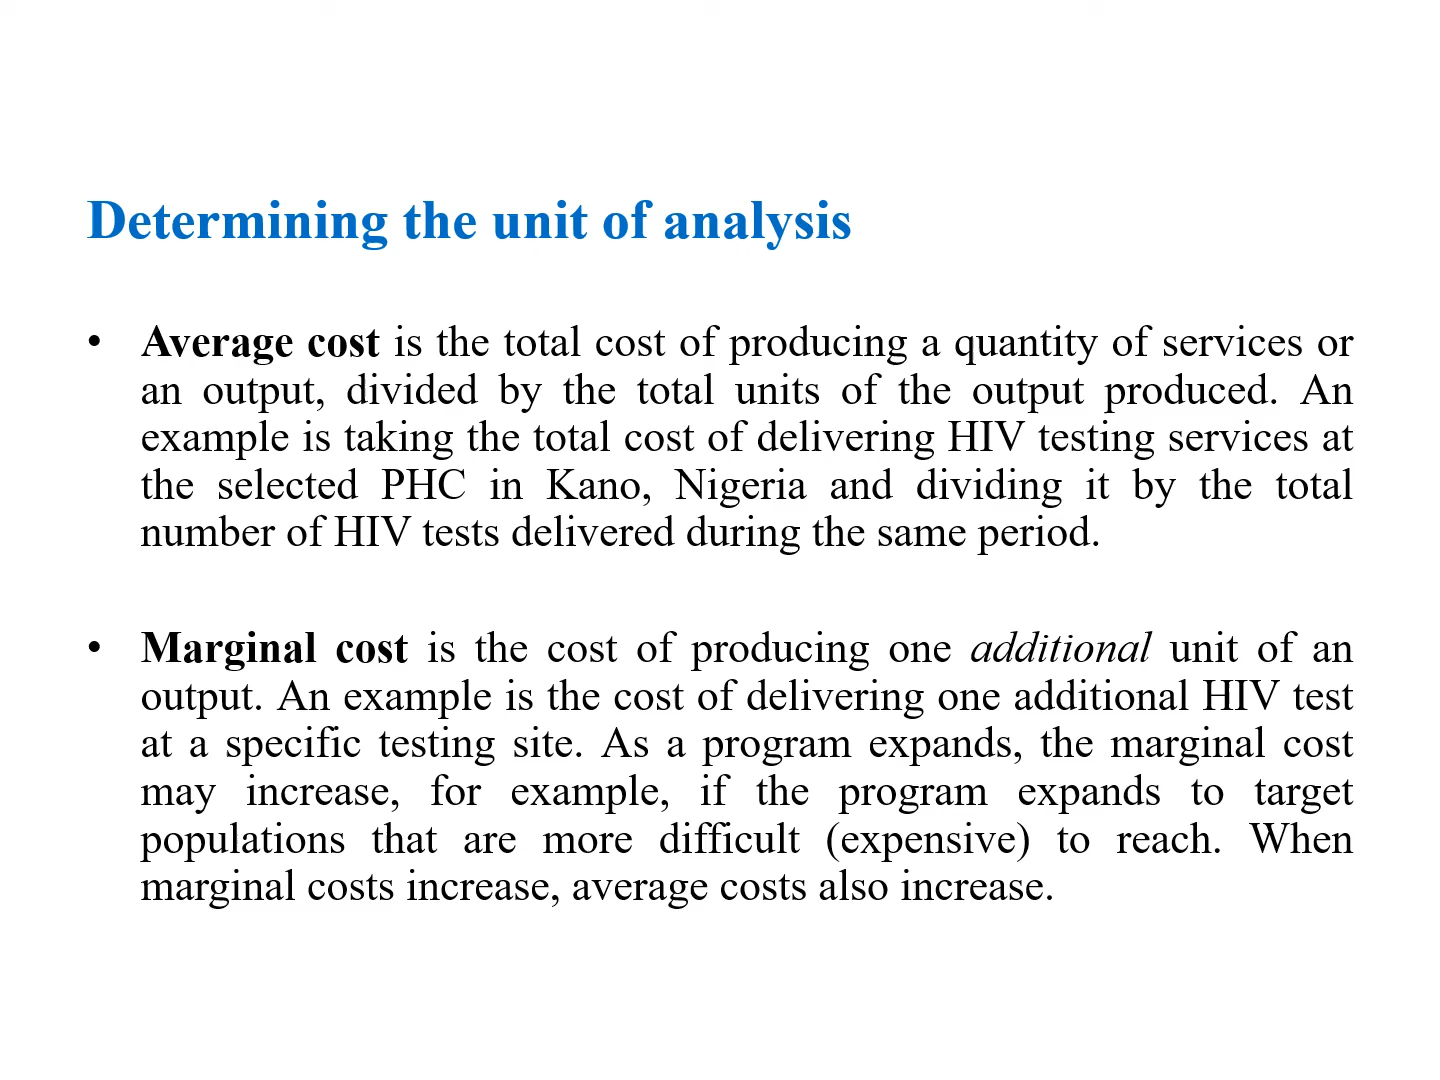 Determining the unit of analysis
• Average cost is the total cost of producing a quantity of services or
an output, divided by the total units of the output produced. An
example is taking the total cost of delivering HIV testing services at
the selected PHC in Kano, Nigeria and dividing it by the total
number of HIV tests delivered during the same period.
• Marginal cost is the cost of producing one additional unit of an
output. An example is the cost of delivering one additional HIV test
at a specific testing site. As a program expands, the marginal cost
may increase, for example, if the program expands to target
populations that are more difficult (expensive) to reach. When
marginal costs increase, average costs also increase.